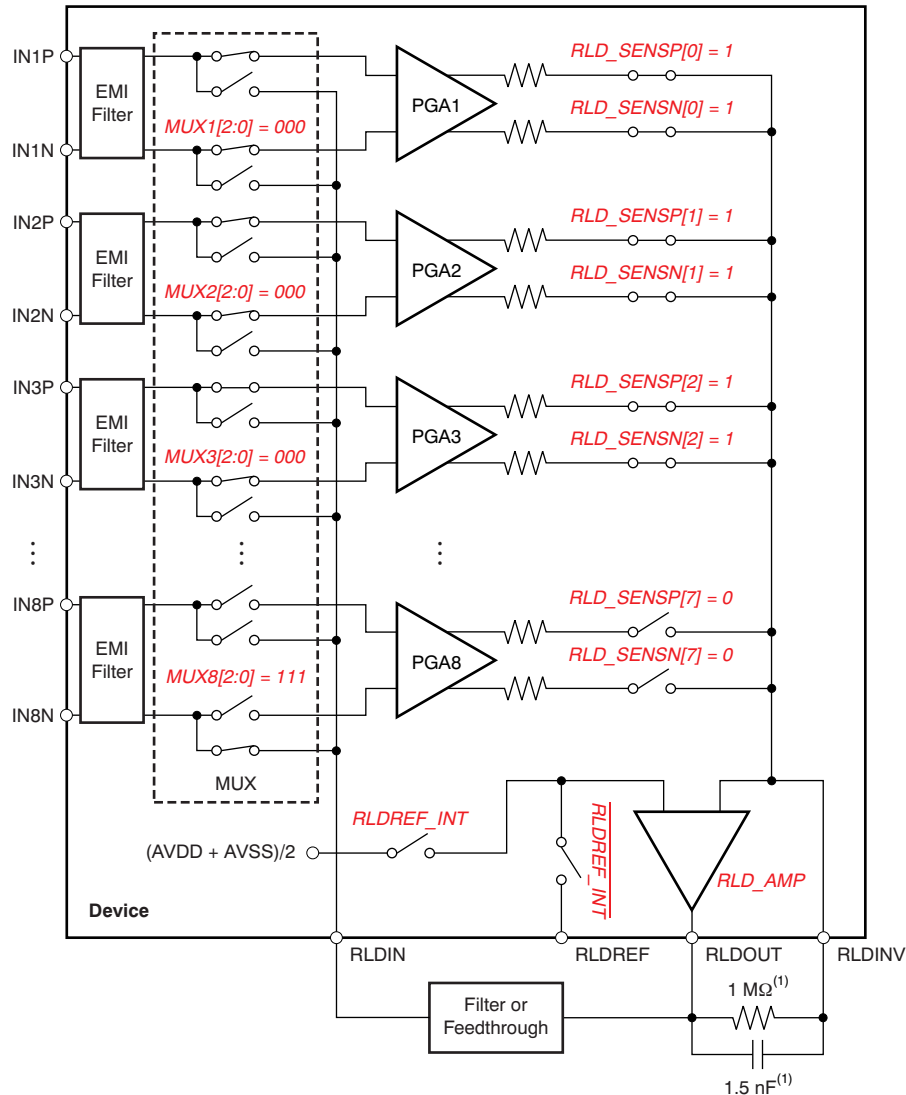 IN1P
EMI
Filter
IN1N
MUX1[2:0] = 000
PGA1
RLD_SENSP[0] = 1
RLD_SENSN[0] = 1
IN2P
EMI
Filter
IN2N
MUX2[2:0] = 000
PGA2
RLD_SENSP[1] = 1
RLD_SENSN[1] = 1
IN3P
EMI
Filter
IN3N
MUX3[2:0] = 000
PGA3
RLD_SENSP[2] = 1
RLD_SENSN[2] = 1
IN8P
EMI
Filter
IN8N
MUX8[2:0] = 111
PGA8
RLD_SENSP[7] = 0
RLD_SENSN[7] = 0
MUX
(AVDD + AVSS)/2
RLDREF_INT
RLDREF_INT
RLD_AMP
Device
RLDIN
RLDREF
RLDOUT
RLDINV
Filter or
Feedthrough
1 MΩ(1)
1.5 nF(1)